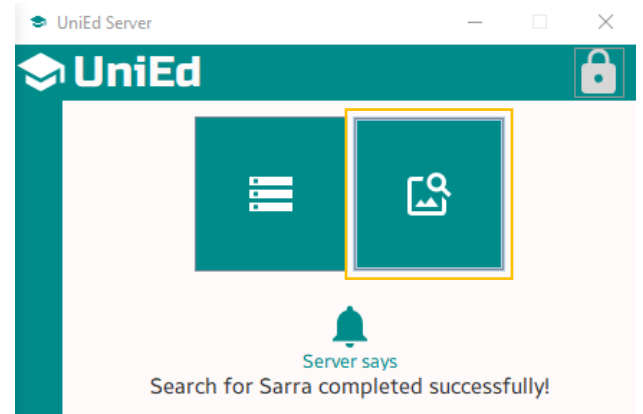 UniEd Server
UniEd
Server says
Search for Sarra completed successfully!